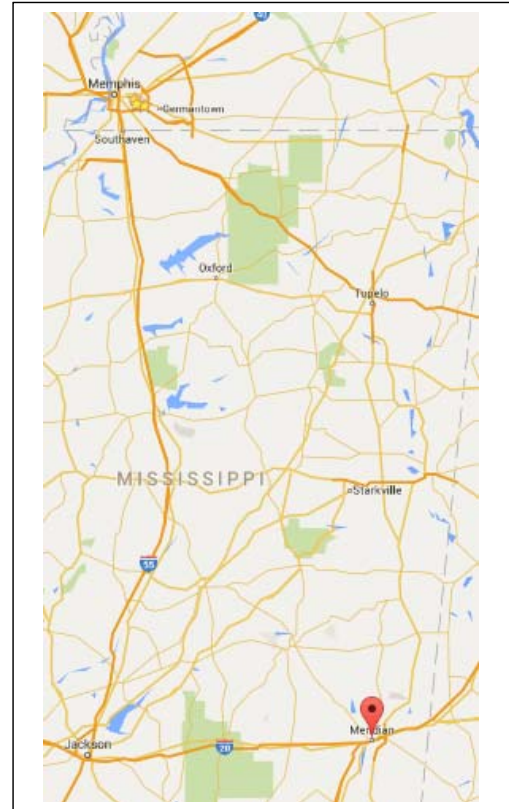 Memphis
Germantown
Southaven
Oxford
Tupelo
MISSISSIPPI
Starkville
55
Jackson
20
Meridian